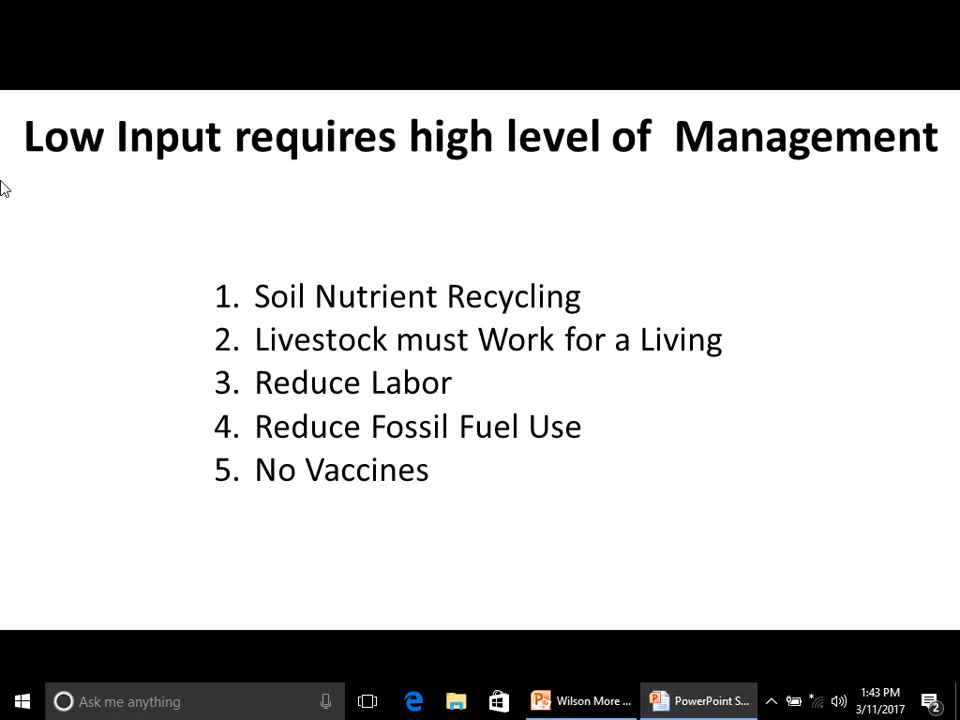 Low Input requires high level of  Management
1. Soil Nutrient Recycling
2. Livestock must Work for a Living
3. Reduce Labor
4. Reduce Fossil Fuel Use
5. No Vaccines
Ask me anything
Wilson More ...
PowerPoint S...
1:43 PM
3/11/2017
2